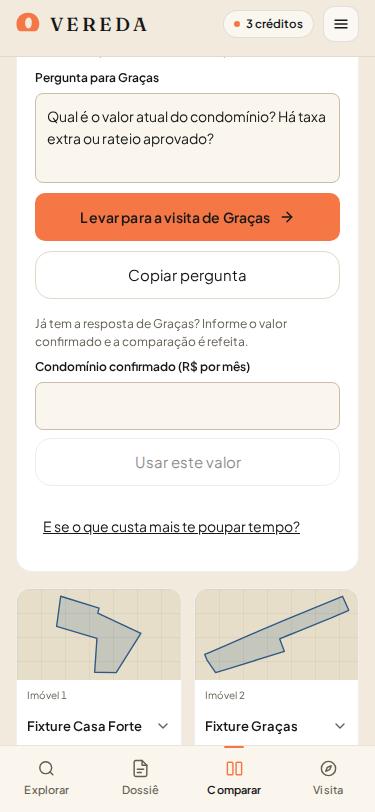 VEREDA
3 créditos
Pergunta para Graças
Qual é o valor atual do condomínio? Há taxa
extra ou rateio aprovado?
Levar para a visita de Graças
Copiar pergunta
Já tem a resposta de Graças? Informe o valor
confirmado e a comparação é refeita.
Condomínio confirmado (R$ por mês)
Usar este valor
E se o que custa mais te poupar tempo?
Imóvel 1
Imóvel 2
Fixture Casa Forte
Fixture Graças
Explorar
Dossiê
Comparar
Visita